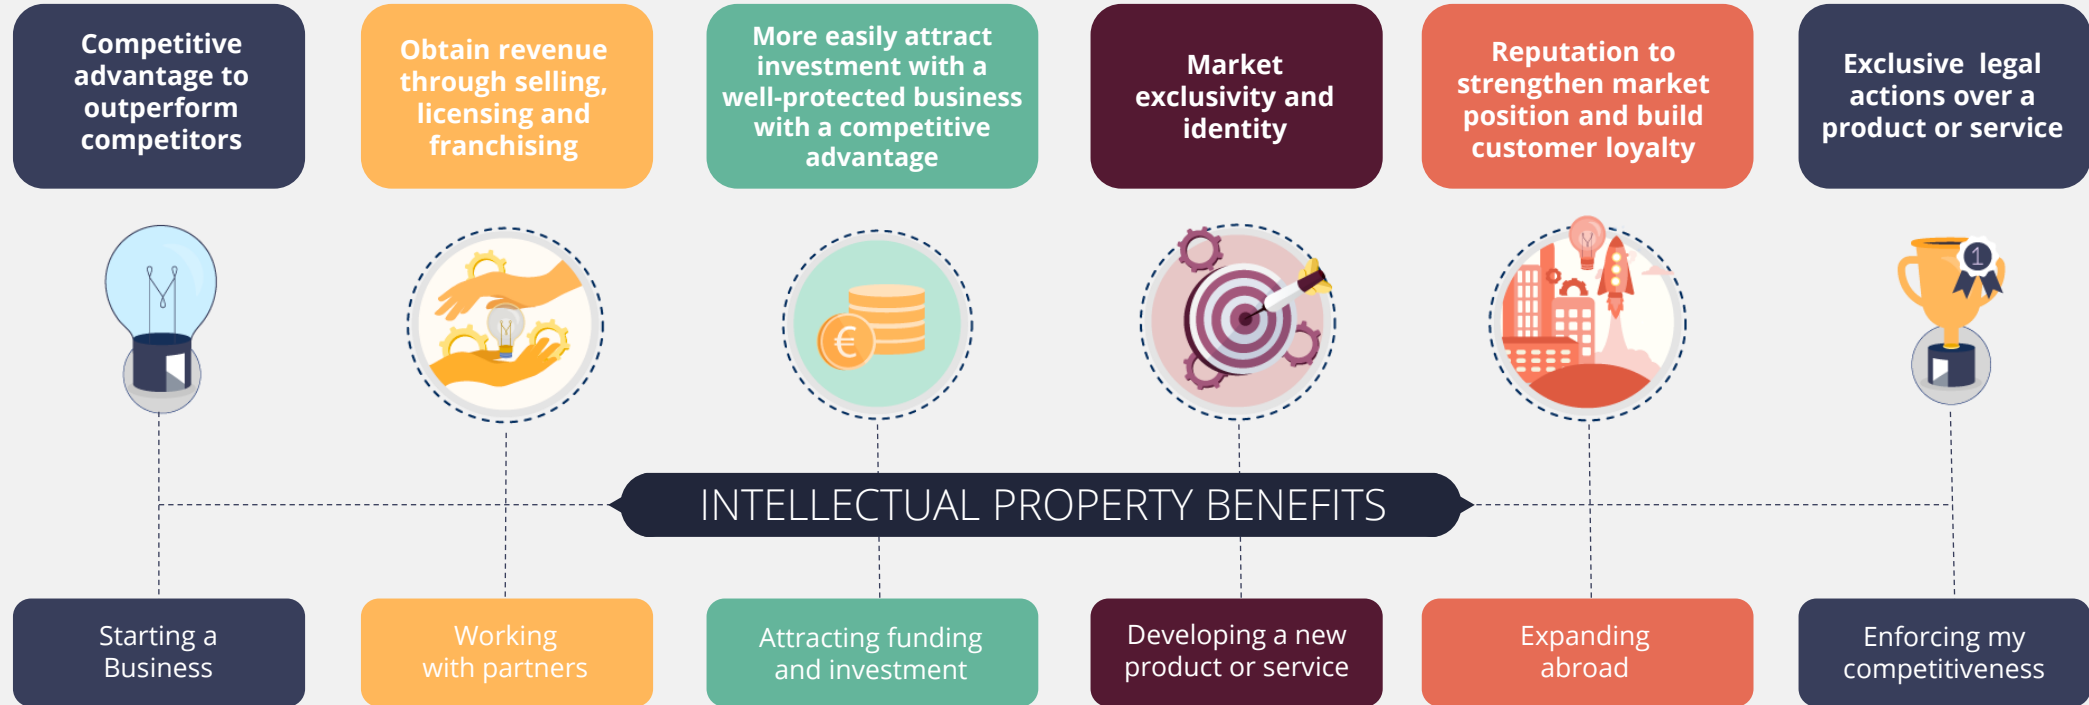 Competitive
advantage to
outperform
competitors
Obtain revenue
through selling,
licensing and
franchising
More easily attract
investment with a
well-protected business
with a competitive
advantage
Market
exclusivity and
identity
Reputation to
strengthen market
position and build
customer loyalty
Exclusive legal
actions over a
product or service
€
1
INTELLECTUAL PROPERTY BENEFITS
Starting a
Business
Working
with partners
Attracting funding
and investment
Developing a new
product or service
Expanding
abroad
Enforcing my
competitiveness